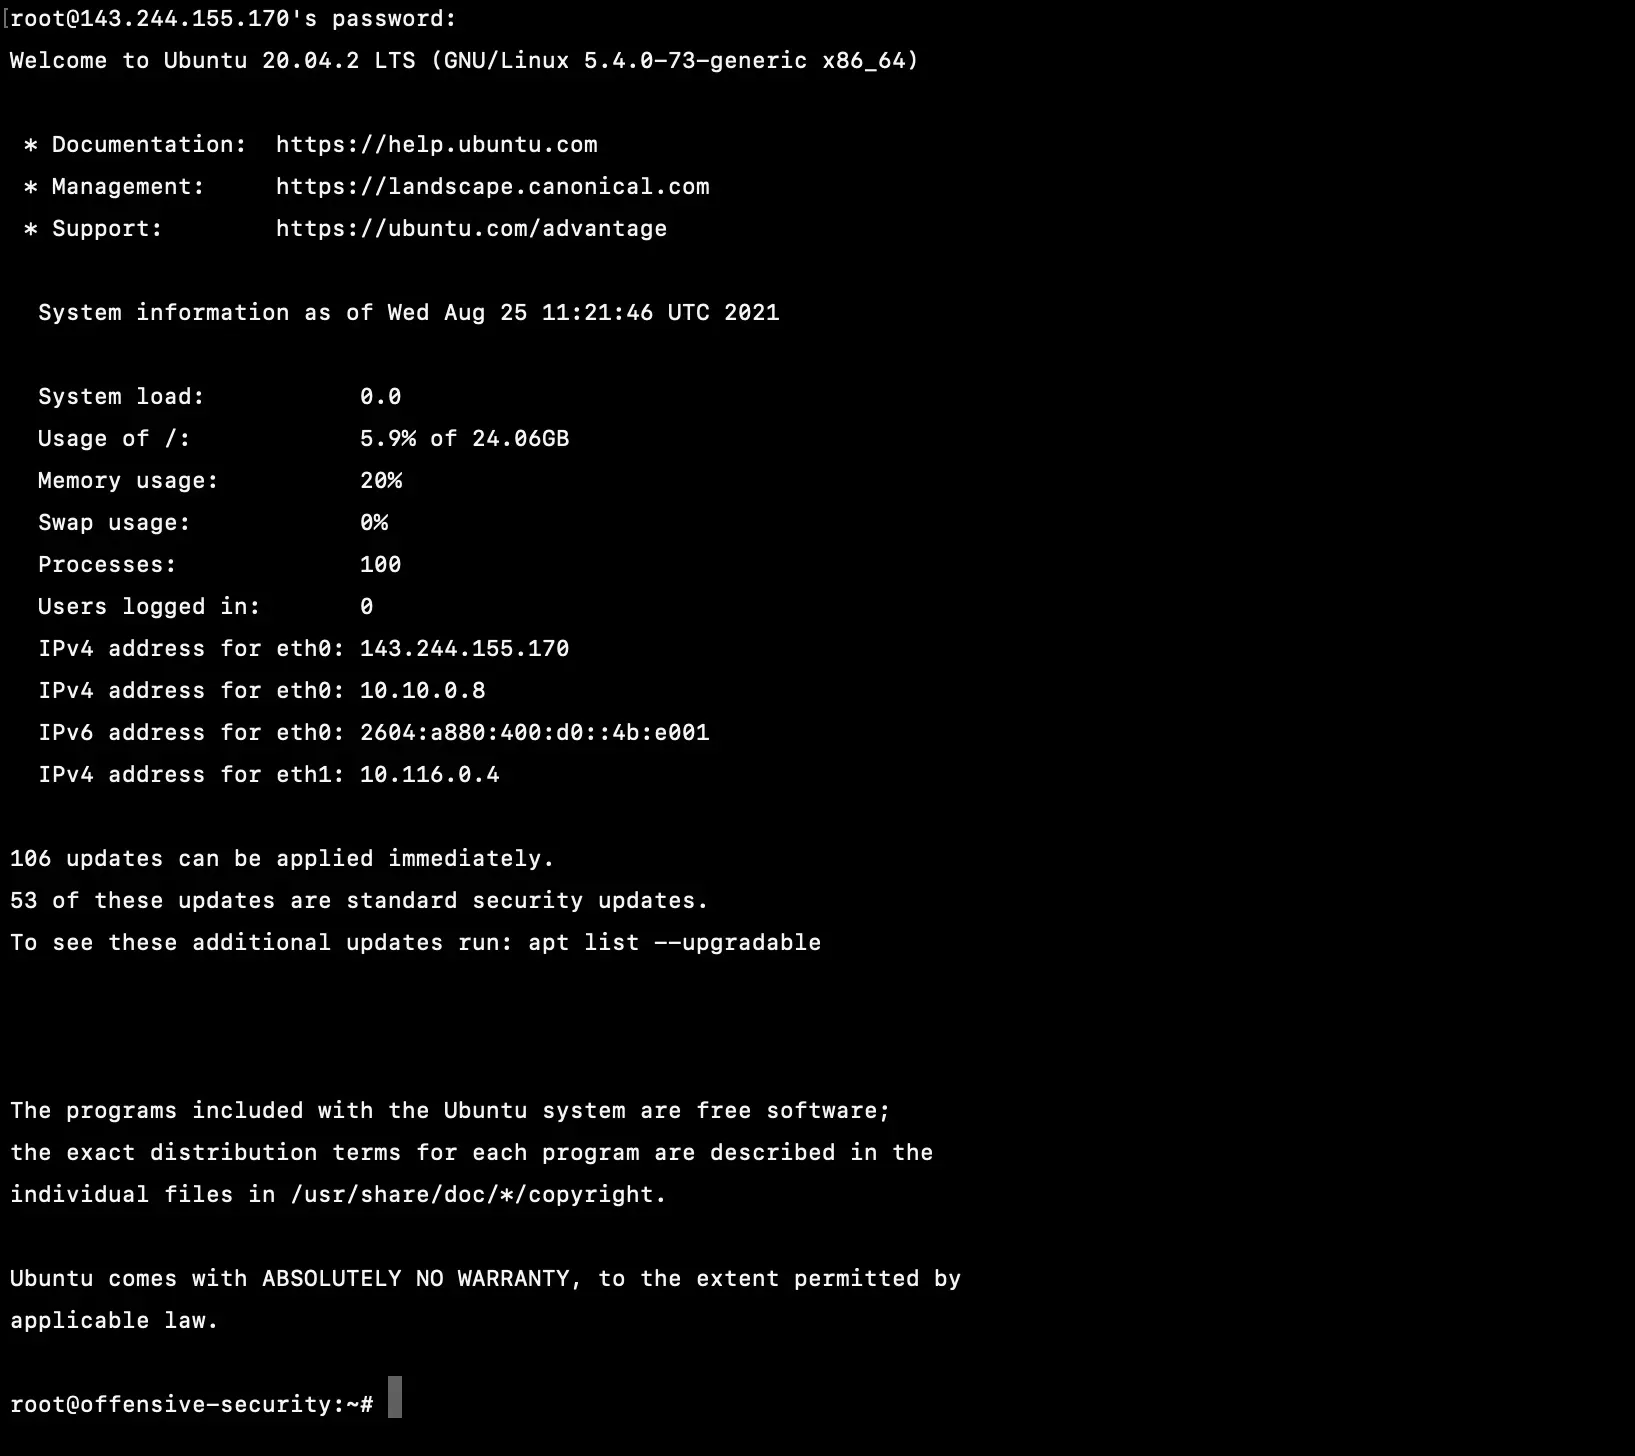 [root@143.244.155.170's password:
Welcome to Ubuntu 20.04.2 LTS (GNU/Linux 5.4.0-73-generic x86_64)
* Documentation:  https://help.ubuntu.com
* Management:     https://landscape.canonical.com
* Support:        https://ubuntu.com/advantage
System information as of Wed Aug 25 11:21:46 UTC 2021
System load:           0.0
Usage of /:            5.9% of 24.06GB
Memory usage:          20%
Swap usage:            0%
Processes:             100
Users logged in:       0
IPv4 address for eth0: 143.244.155.170
IPv4 address for eth0: 10.10.0.8
IPv6 address for eth0: 2604:a880:400:d0::4b:e001
IPv4 address for eth1: 10.116.0.4
106 updates can be applied immediately.
53 of these updates are standard security updates.
To see these additional updates run: apt list --upgradable
The programs included with the Ubuntu system are free software;
the exact distribution terms for each program are described in the
individual files in /usr/share/doc/*/copyright.
Ubuntu comes with ABSOLUTELY NO WARRANTY, to the extent permitted by
applicable law.
root@offensive-security:~#